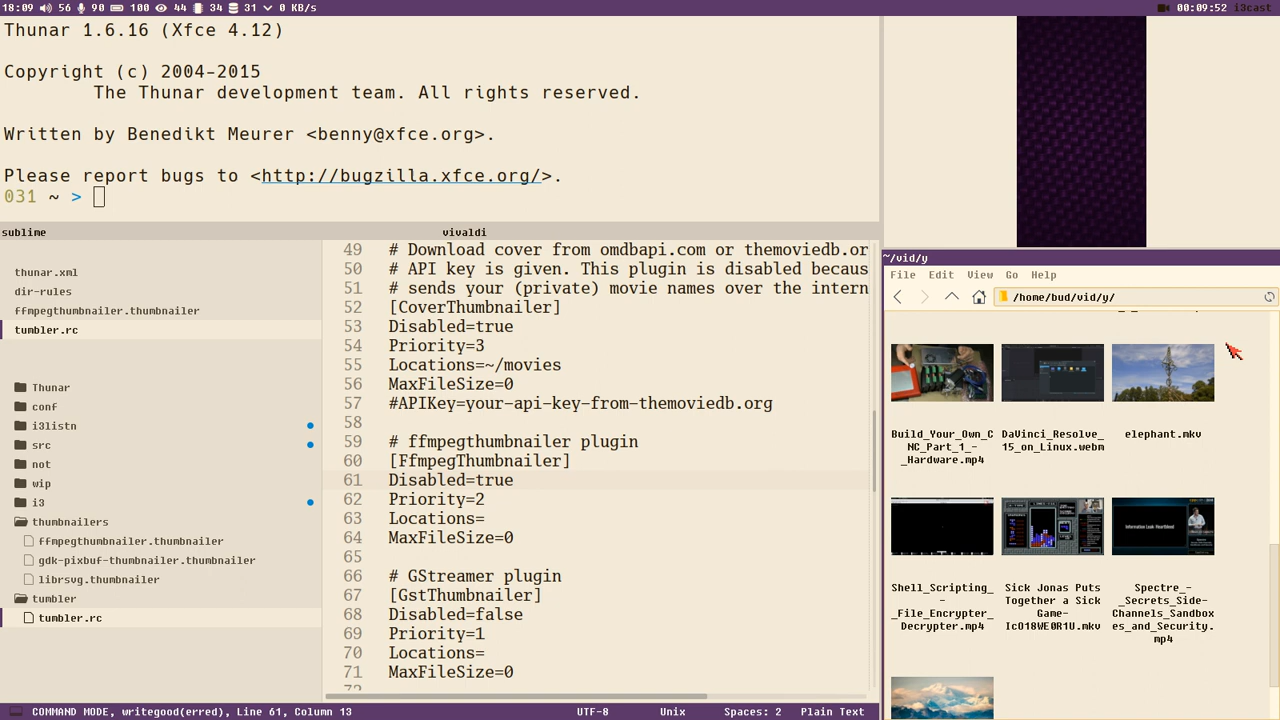 18:09 56 90 100 44 34 31 0 KB/s
00:09:52 i3cast
Thunar 1.6.16 (Xfce 4.12)
Copyright (c) 2004-2015
The Thunar development team. All rights reserved.
Written by Benedikt Meurer <benny@xfce.org>.
Please report bugs to <http://bugzilla.xfce.org/>.
031 ~ >
sublime
vivaldi
thunar.xml
dir-rules
ffmpegthumbnailer.thumbnailer
tumbler.rc
Thunar
conf
i3listn
src
not
wip
i3
thumbnailers
ffmpegthumbnailer.thumbnailer
gdk-pixbuf-thumbnailer.thumbnailer
librsvg.thumbnailer
tumbler
tumbler.rc
49 # Download cover from omdbapi.com or themoviedb.or
50 # API key is given. This plugin is disabled becaus
51 # sends your (private) movie names over the intern
52 [CoverThumbnailer]
53 Disabled=true
54 Priority=3
55 Locations=~/movies
56 MaxFileSize=0
57 #APIKey=your-api-key-from-themoviedb.org
58
59 # ffmpegthumbnailer plugin
60 [FfmpegThumbnailer]
61 Disabled=true
62 Priority=2
63 Locations=
64 MaxFileSize=0
65
66 # GStreamer plugin
67 [GstThumbnailer]
68 Disabled=false
69 Priority=1
70 Locations=
71 MaxFileSize=0
COMMAND MODE, writegood(erred), Line 61, Column 13
UTF-8
Unix
Spaces: 2
Plain Text
~/vid/y
File Edit View Go Help
/home/bud/vid/y/
Build_Your_Own_C
NC_Part_1_-
_Hardware.mp4
DaVinci_Resolve_
15_on_Linux.webm
elephant.mkv
Shell_Scripting_
-
_File_Encrypter_
Decrypter.mp4
Sick Jonas Puts
Together a Sick
Game-
IcO18WE0R1U.mkv
Information Leak: Heartbleed
Spectre_-
_Secrets_Side-
Channels_Sandbox
es_and_Security.
mp4